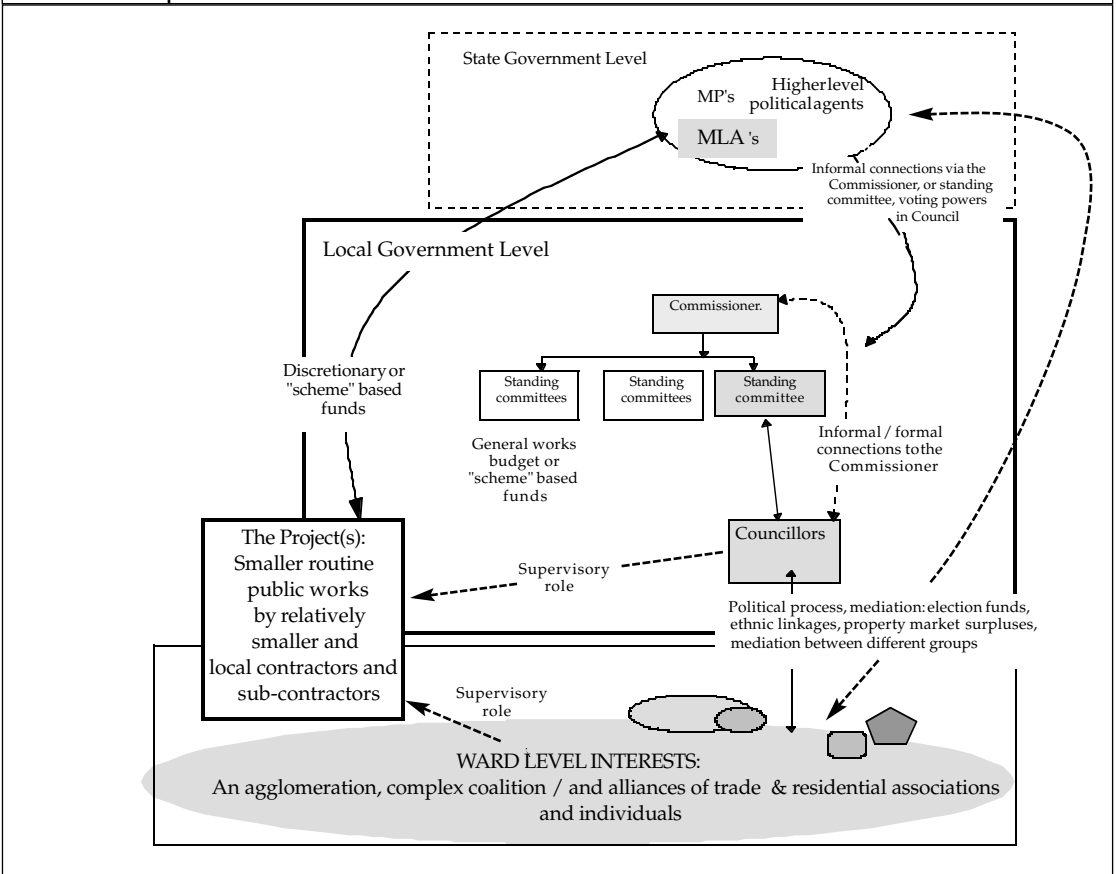 State Government Level
MP's
Higherlevel
politicalagents
MLA 's
Informal connections via the
Commissioner, or standing
committee, voting powers
in Council
Local Government Level
Commissioner.
Discretionary or
"scheme" based
funds
Standing
committees
Standing
committees
Standing
committee
General works
budget or
"scheme" based
funds
Informal / formal
connections to the
Commissioner
The Project(s):
Smaller routine
public works
by relatively
smaller and
local contractors and
sub-contractors
Councillors
Supervisory
role
Political process, mediation: election funds,
ethnic linkages, property market surpluses,
mediation between different groups
Supervisory
role
WARD LEVEL INTERESTS:
An agglomeration, complex coalition / and alliances of trade & residential associations
and individuals